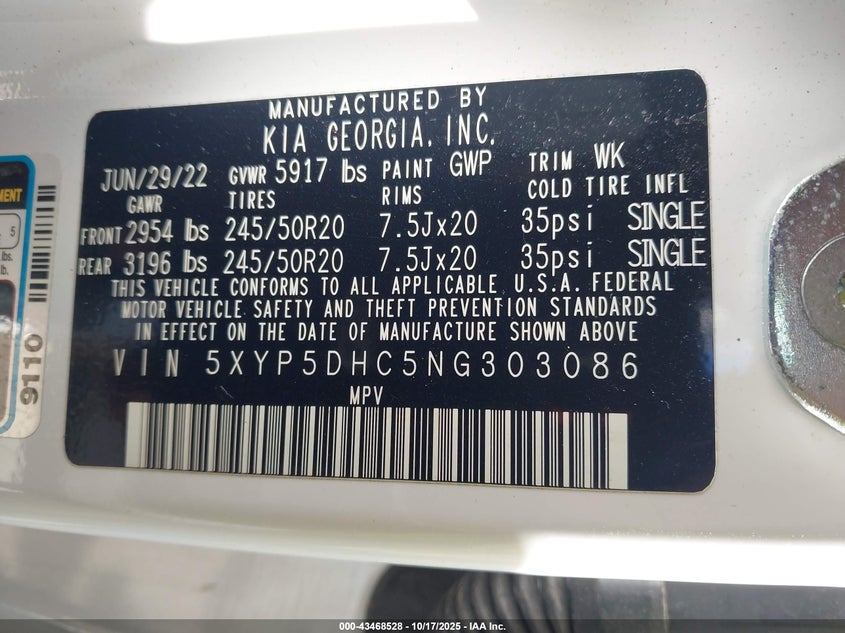 MANUFACTURED BY
KIA GEORGIA, INC.
JUN/29/22 GVWR 5917 lbs PAINT GWP TRIM WK
GAWR TIRES RIMS COLD TIRE INFL
FRONT 2954 lbs 245/50R20 7.5Jx20 35psi SINGLE
REAR 3196 lbs 245/50R20 7.5Jx20 35psi SINGLE
THIS VEHICLE CONFORMS TO ALL APPLICABLE U.S.A. FEDERAL
MOTOR VEHICLE SAFETY AND THEFT PREVENTION STANDARDS
IN EFFECT ON THE DATE OF MANUFACTURE SHOWN ABOVE
VIN 5XYP5DHC5NG303086
MPV
5
lbs.
lb.
9110
000-43468528 - 10/17/2025 - IAA Inc.